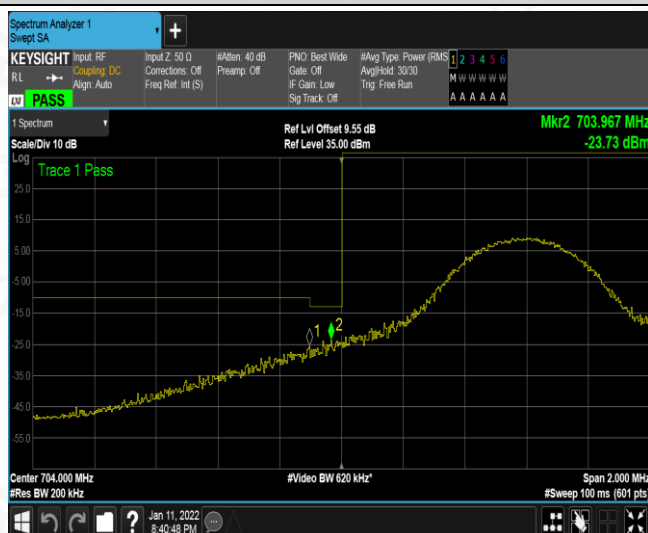 Spectrum Analyzer 1
Swept SA
+
KEYSIGHT Input: RF Input Z: 50 Ω #Atten: 40 dB PNO: Best Wide #Avg Type: Power (RMS 1 2 3 4 5 6
RL Coupling: DC Corrections: Off Preamp: Off Gate: Off Avg|Hold: 30/30 M W W W W W
Align: Auto Freq Ref: Int (S) IF Gain: Low Trig: Free Run
LXI PASS Sig Track: Off A A A A A A
1 Spectrum Ref Lvl Offset 9.55 dB Mkr2 703.967 MHz
Scale/Div 10 dB Ref Level 35.00 dBm -23.73 dBm
Log
Trace 1 Pass
25.0
15.0
5.00
-5.00
-15.0
1 2
-25.0
-35.0
-45.0
-55.0
Center 704.000 MHz #Video BW 620 kHz* Span 2.000 MHz
#Res BW 200 kHz #Sweep 100 ms (601 pts)
? Jan 11, 2022
8:40:48 PM